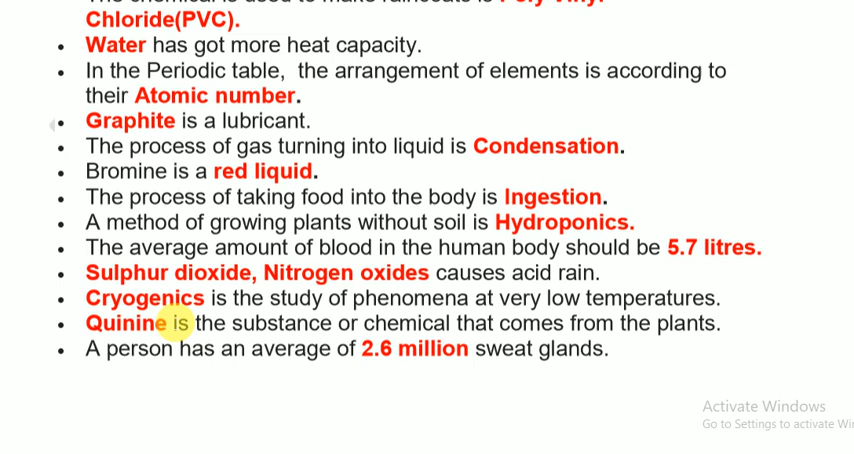 Chloride(PVC).
• Water has got more heat capacity.
• In the Periodic table, the arrangement of elements is according to
their Atomic number.
• Graphite is a lubricant.
• The process of gas turning into liquid is Condensation.
• Bromine is a red liquid.
• The process of taking food into the body is Ingestion.
• A method of growing plants without soil is Hydroponics.
• The average amount of blood in the human body should be 5.7 litres.
• Sulphur dioxide, Nitrogen oxides causes acid rain.
• Cryogenics is the study of phenomena at very low temperatures.
• Quinine is the substance or chemical that comes from the plants.
• A person has an average of 2.6 million sweat glands.
Activate Windows
Go to Settings to activate Wi